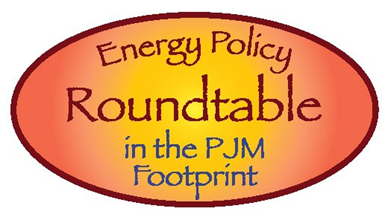 Energy Policy
Roundtable
in the PJM
Footprint